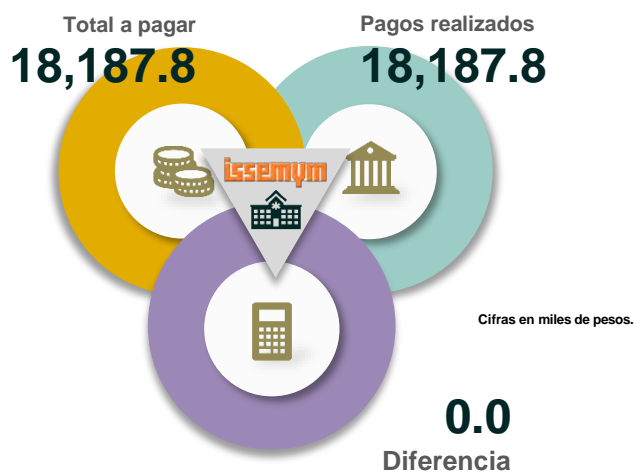 Total a pagar
18,187.8
Pagos realizados
18,187.8
issemym
Cifras en miles de pesos.
0.0
Diferencia